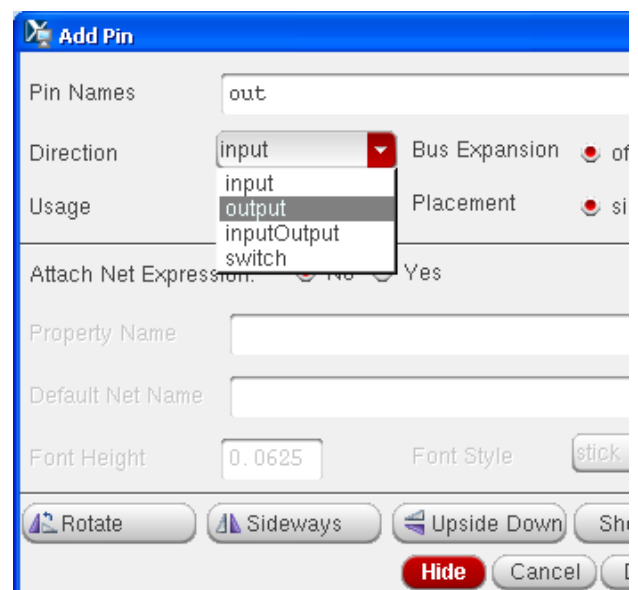 Add Pin
Pin Names out
Direction input Bus Expansion
input
Usage output Placement
inputOutput
switch
Attach Net No Yes
Property Name
Default Net Name
Font Height 0.0625 Font Style stick
Rotate Sideways Upside Down
Hide Cancel